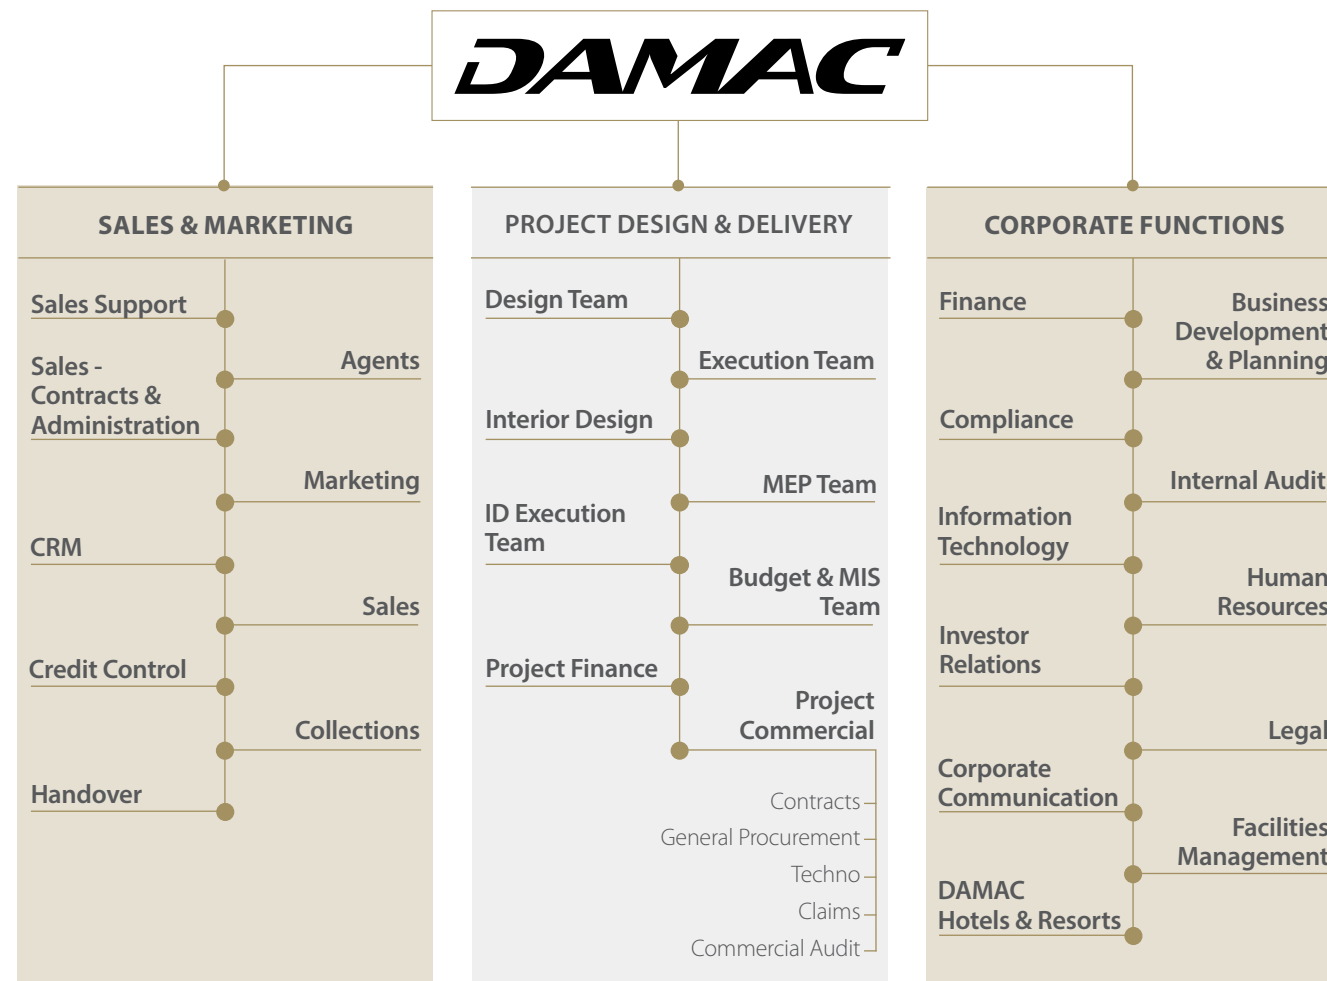 DAMAC
SALES & MARKETING
Sales Support
Agents
Sales -
Contracts &
Administration
Marketing
CRM
Sales
Credit Control
Collections
Handover
PROJECT DESIGN & DELIVERY
Design Team
Execution Team
Interior Design
MEP Team
ID Execution
Team
Budget & MIS
Team
Project Finance
Project
Commercial
Contracts
General Procurement
Techno
Claims
Commercial Audit
CORPORATE FUNCTIONS
Finance
Business
Development
& Planning
Compliance
Internal Audit
Information
Technology
Human
Resources
Investor
Relations
Legal
Corporate
Communication
Facilities
Management
DAMAC
Hotels & Resorts